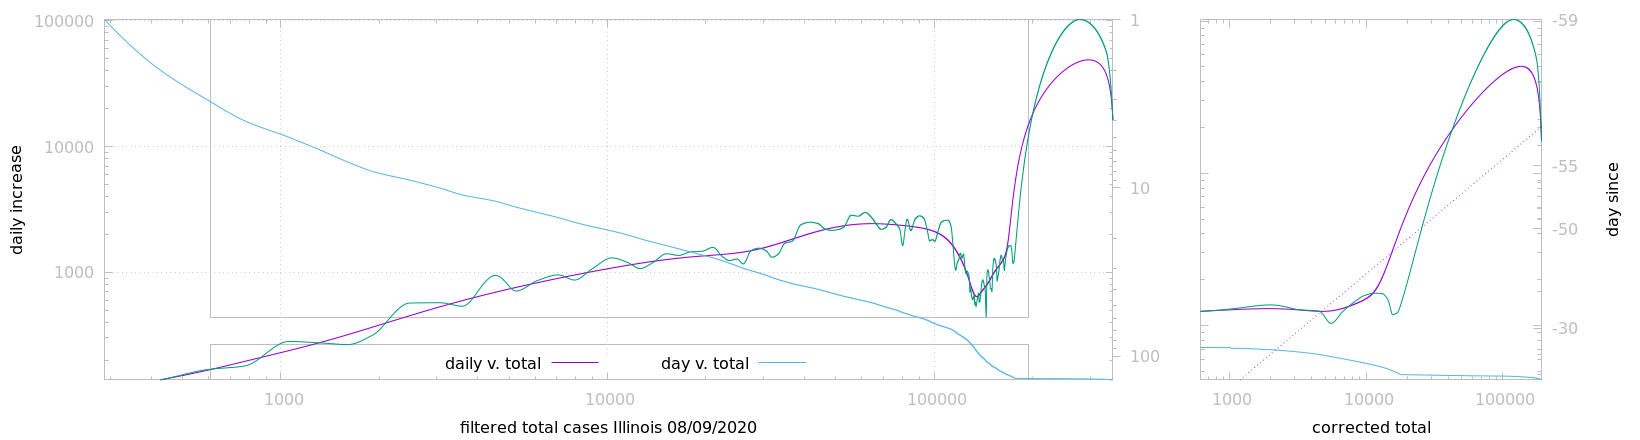 100000
10000
1000
daily increase
1
10
100
daily v. total
day v. total
1000
10000
100000
filtered total cases Illinois 08/09/2020
-59
-55
-50
-30
day since
1000
10000
100000
corrected total